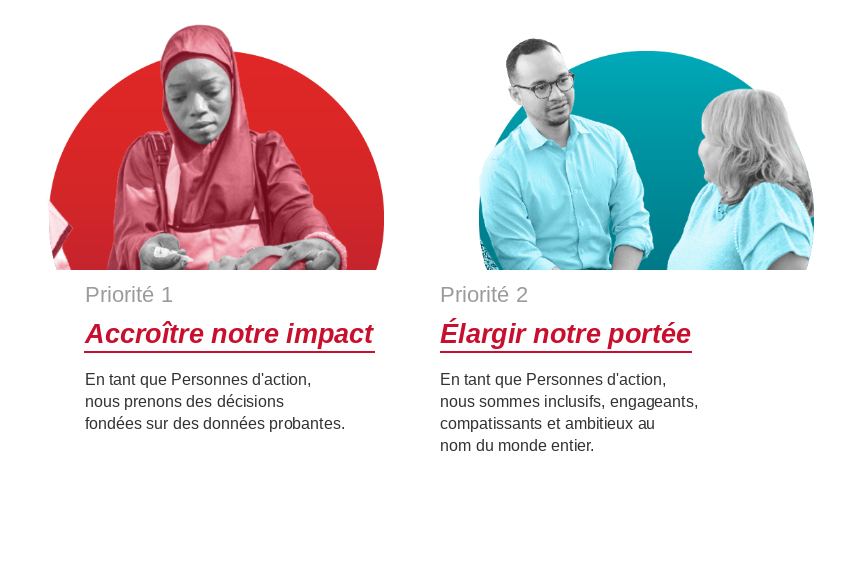 Priorité 1
Accroître notre impact
En tant que Personnes d'action,
nous prenons des décisions
fondées sur des données probantes.
Priorité 2
Élargir notre portée
En tant que Personnes d'action,
nous sommes inclusifs, engageants,
compatissants et ambitieux au
nom du monde entier.